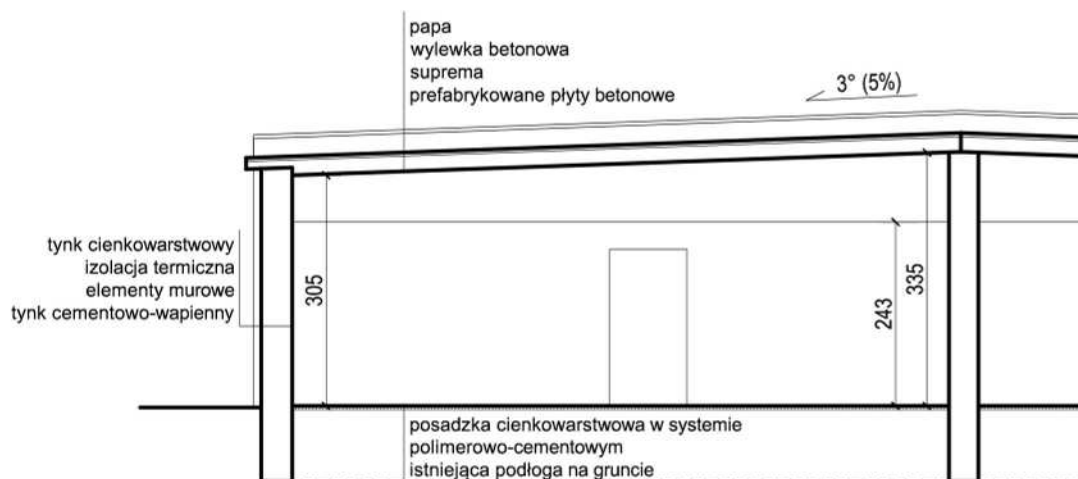 papa
wylewka betonowa
suprema
prefabrykowane płyty betonowe
3° (5%)
tynk cienkowarstwowy
izolacja termiczna
elementy murowe
tynk cementowo-wapienny
305
243
335
posadzka cienkowarstwowa w systemie
polimerowo-cementowym
istniejąca podłoga na gruncie